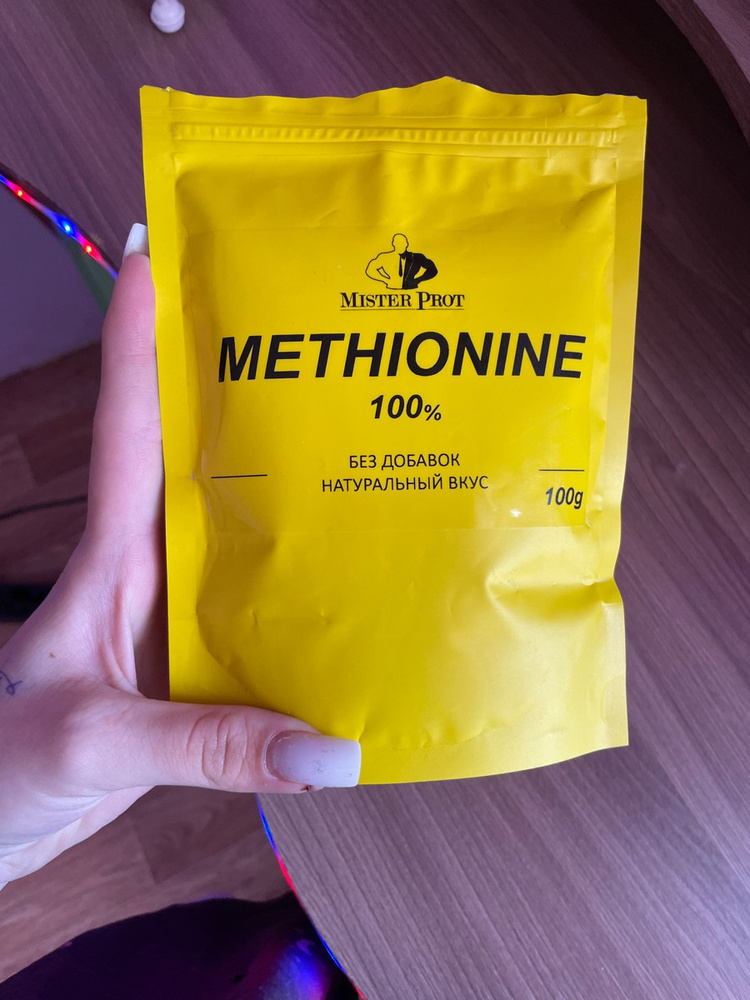 MISTER PROT
METHIONINE
100%
БЕЗ ДОБАВОК
НАТУРАЛЬНЫЙ ВКУС
100g